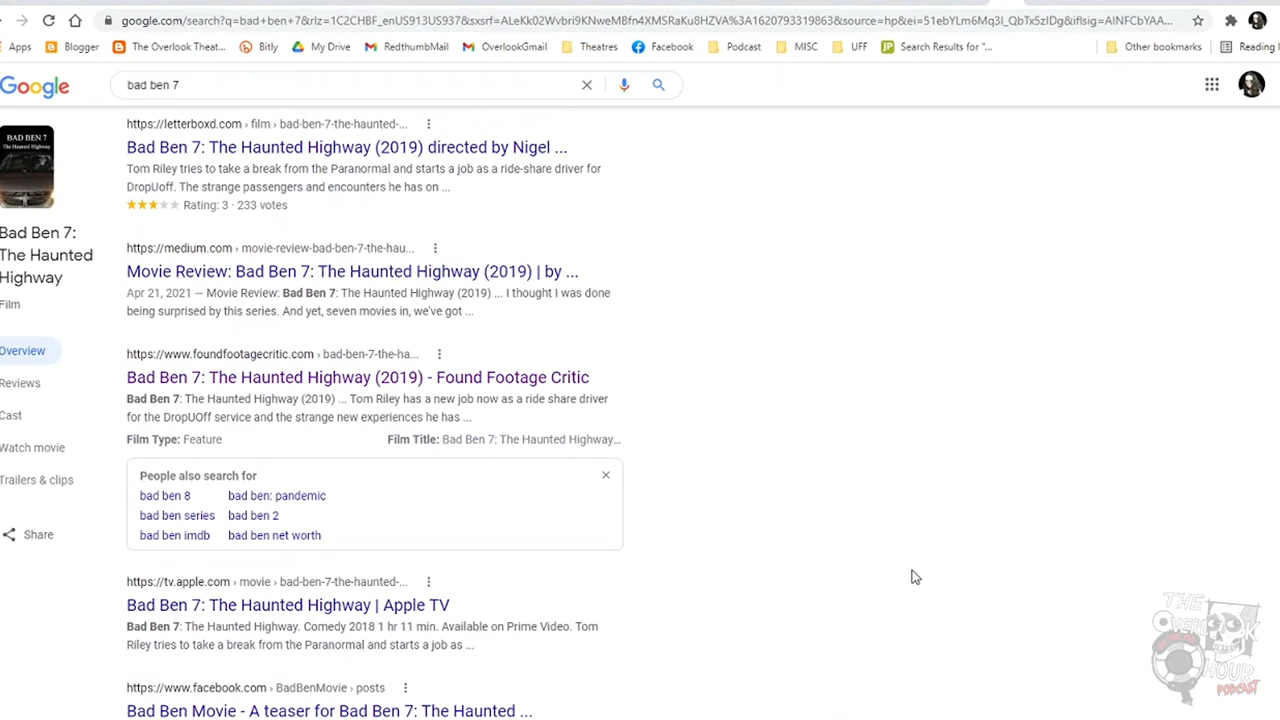 google.com/search?q=bad+ben+7&rlz=1C2CHBF_enUS913US937&sxsrf=ALeKk02Wvbri9KNweMBfn4XMSRaKu8HZVA%3A1620793319863&source=hp&ei=51ebYLm6Mq3I_QbTx5zIDg&iflsig=AINFCbYAA...
Apps Blogger The Overlook Theat... Bitly My Drive RedthumbMail OverlookGmail Theatres Facebook Podcast MISC UFF Search Results for "... Other bookmarks Reading l
Google bad ben 7
https://letterboxd.com › film › bad-ben-7-the-haunted-...
Bad Ben 7: The Haunted Highway (2019) directed by Nigel ...
Tom Riley tries to take a break from the Paranormal and starts a job as a ride-share driver for
DropUoff. The strange passengers and encounters he has on ...
Rating: 3 · 233 votes
BAD BEN 7
The Haunted Highway
Bad Ben 7:
The Haunted
Highway
Film
Overview
Reviews
Cast
Watch movie
Trailers & clips
Share
https://medium.com › movie-review-bad-ben-7-the-hau...
Movie Review: Bad Ben 7: The Haunted Highway (2019) | by ...
Apr 21, 2021 — Movie Review: Bad Ben 7: The Haunted Highway (2019) ... I thought I was done
being surprised by this series. And yet, seven movies in, we've got ...
https://www.foundfootagecritic.com › bad-ben-7-the-ha...
Bad Ben 7: The Haunted Highway (2019) - Found Footage Critic
Bad Ben 7: The Haunted Highway (2019) ... Tom Riley has a new job now as a ride share driver
for the DropUOff service and the strange new experiences he has ...
Film Type: Feature Film Title: Bad Ben 7: The Haunted Highway...
People also search for
bad ben 8 bad ben: pandemic
bad ben series bad ben 2
bad ben imdb bad ben net worth
https://tv.apple.com › movie › bad-ben-7-the-haunted-...
Bad Ben 7: The Haunted Highway | Apple TV
Bad Ben 7: The Haunted Highway. Comedy 2018 1 hr 11 min. Available on Prime Video. Tom
Riley tries to take a break from the Paranormal and starts a job as ...
https://www.facebook.com › BadBenMovie › posts
Bad Ben Movie - A teaser for Bad Ben 7: The Haunted ...
THE
OVERLOOK
HOUR
PODCAST